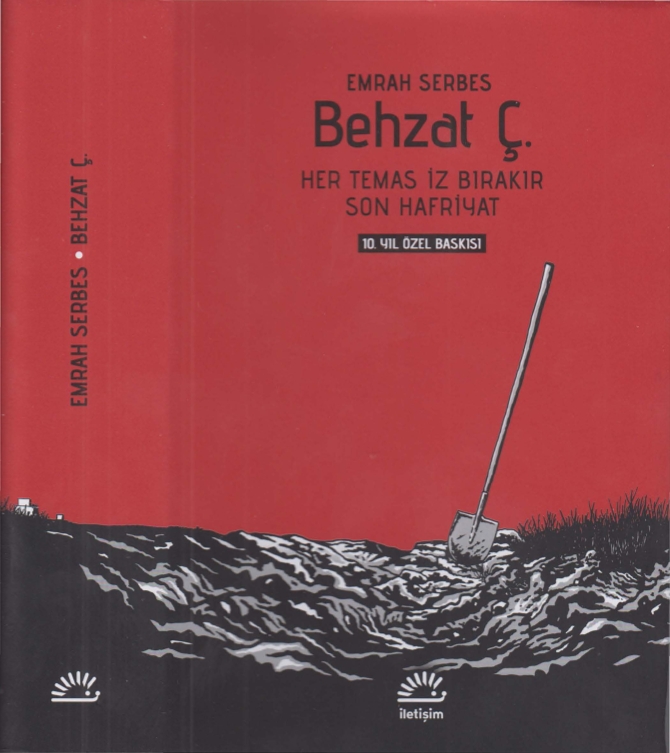 EMRAH SERBES
Behzat Ç.
HER TEMAS İZ BIRAKIR
SON HAFRİYAT
10. YIL ÖZEL BASKISI
EMRAH SERBES • BEHZAT Ç.
iletişim